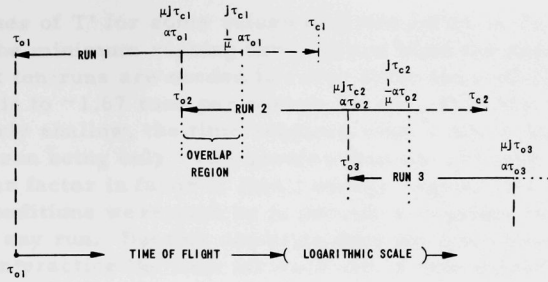 μJτc1 Jτc1 τc1
τo1 ατo1 1/μ ατo1
RUN 1
μJτc2 Jτc2
τo2 ατo2 1/μ ατo2 τc2
RUN 2
OVERLAP REGION
τo3 μJτc3
ατo3
RUN 3
τo1 TIME OF FLIGHT (LOGARITHMIC SCALE)